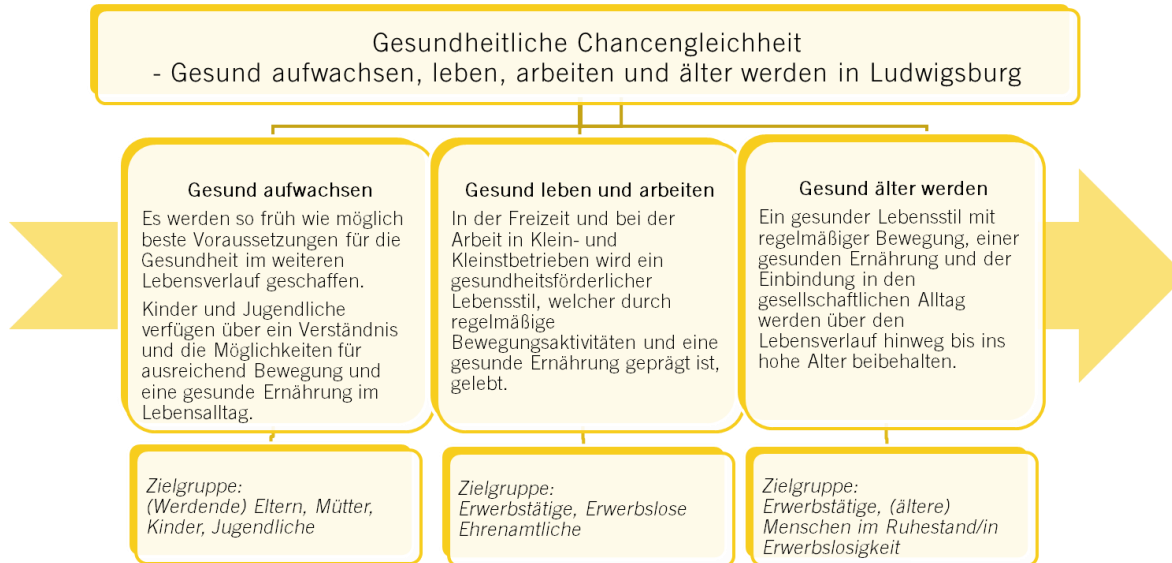 Gesundheitliche Chancengleichheit
- Gesund aufwachsen, leben, arbeiten und älter werden in Ludwigsburg
Gesund aufwachsen
Es werden so früh wie möglich
beste Voraussetzungen für die
Gesundheit im weiteren
Lebensverlauf geschaffen.
Kinder und Jugendliche
verfügen über ein Verständnis
und die Möglichkeiten für
ausreichend Bewegung und
eine gesunde Ernährung im
Lebensalltag.
Gesund leben und arbeiten
In der Freizeit und bei der
Arbeit in Klein- und
Kleinstbetrieben wird ein
gesundheitsförderlicher
Lebensstil, welcher durch
regelmäßige
Bewegungsaktivitäten und eine
gesunde Ernährung geprägt ist,
gelebt.
Gesund älter werden
Ein gesunder Lebensstil mit
regelmäßiger Bewegung, einer
gesunden Ernährung und der
Einbindung in den
gesellschaftlichen Alltag
werden über den
Lebensverlauf hinweg bis ins
hohe Alter beibehalten.
Zielgruppe:
(Werdende) Eltern, Mütter,
Kinder, Jugendliche
Zielgruppe:
Erwerbstätige, Erwerbslose
Ehrenamtliche
Zielgruppe:
Erwerbstätige, (ältere)
Menschen im Ruhestand/in
Erwerbslosigkeit